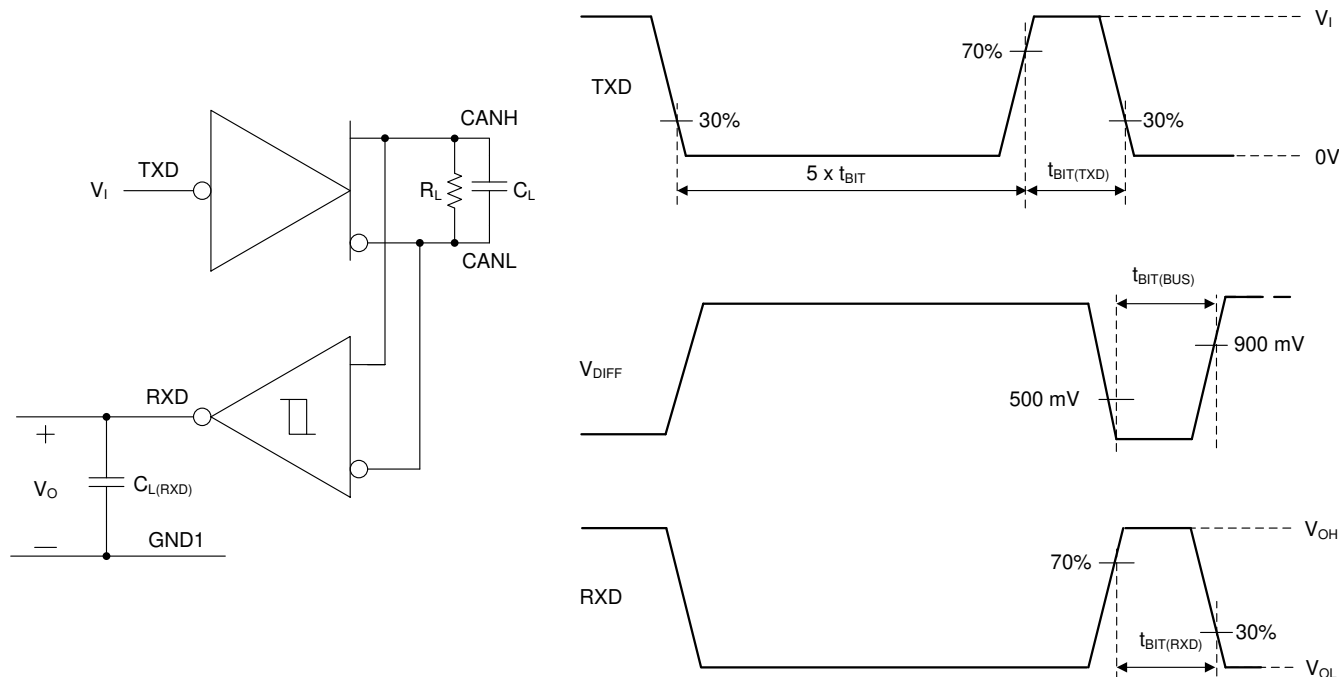 TXD
V_I
CANH
R_L
C_L
CANL
RXD
+
V_O
—
C_L(RXD)
GND1
TXD
30%
70%
30%
V_I
0V
5 x t_BIT
t_BIT(TXD)
V_DIFF
500 mV
t_BIT(BUS)
900 mV
RXD
70%
t_BIT(RXD)
30%
V_OH
V_OL